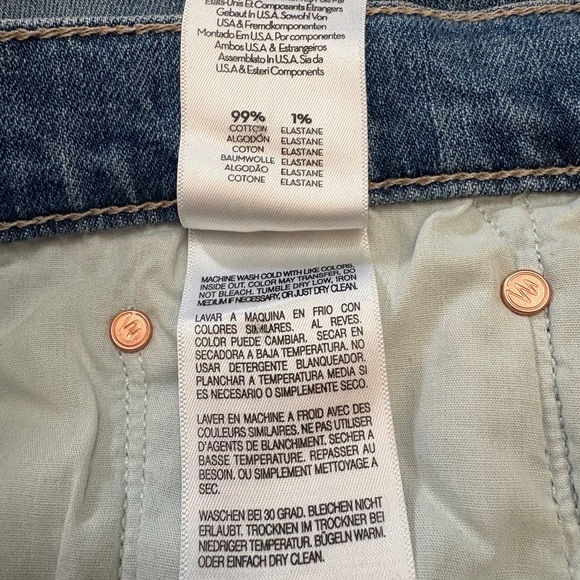 États-Unis Et Composants Étrangers
Gebaut In U.S.A. Sowohl Von
U.S.A & Fremdkomponenten
Montado Em U.S.A. Por componentes
Ambos U.S.A & Estrangeiros
Assemblato In U.S.A. Sia da
U.S.A & Esteri Components
99% 1%
COTTON ELASTANE
ALGODÓN ELASTANE
COTON ELASTANE
BAUMWOLLE ELASTANE
ALGODÃO ELASTANE
COTONE ELASTANE
MACHINE WASH COLD WITH LIKE COLORS,
INSIDE OUT. COLOR MAY TRANSFER. DO
NOT BLEACH. TUMBLE DRY LOW, IRON
MEDIUM IF NECESSARY, OR JUST DRY CLEAN.
LAVAR A MAQUINA EN FRIO CON
COLORES SIMILARES. AL REVES.
COLOR PUEDE CAMBIAR. SECAR EN
SECADORA A BAJA TEMPERATURA. NO
USAR DETERGENTE BLANQUEADOR.
PLANCHAR A TEMPERATURA MEDIA SI
ES NECESARIO O SIMPLEMENTE SECO.
LAVER EN MACHINE A FROID AVEC DES
COULEURS SIMILAIRES. NE PAS UTILISER
D'AGENTS DE BLANCHIMENT. SECHER A
BASSE TEMPERATURE. REPASSER AU
BESOIN. OU SIMPLEMENT METTOYAGE A
SEC.
WASCHEN BEI 30 GRAD. BLEICHEN NICHT
ERLAUBT. TROCKNEN IM TROCKNER BEI
NIEDRIGER TEMPERATUR. BÜGELN WARM.
ODER EINFACH DRY CLEAN.